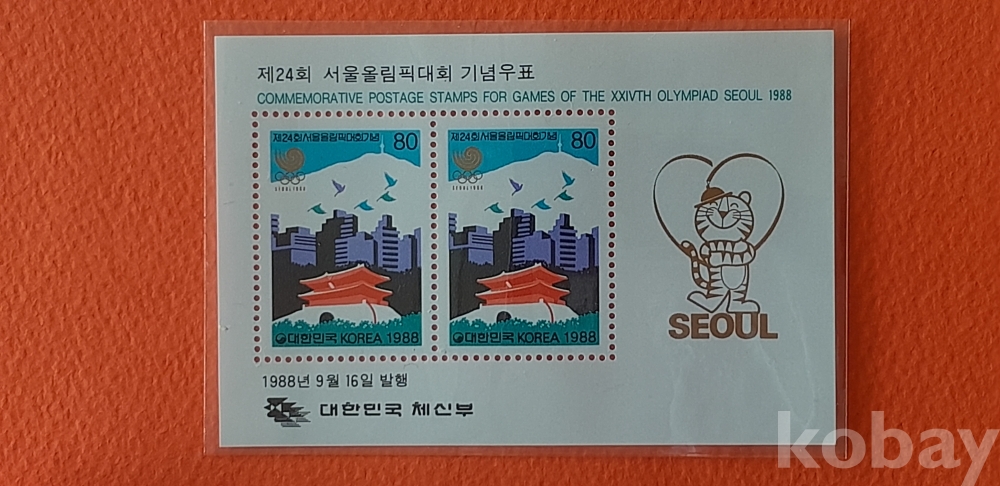 제24회 서울올림픽대회 기념우표
COMMEMORATIVE POSTAGE STAMPS FOR GAMES OF THE XXIVTH OLYMPIAD SEOUL 1988
제24회서울올림픽대회기념 80
SEOUL 1988
대한민국 KOREA 1988
제24회서울올림픽대회기념 80
SEOUL 1988
대한민국 KOREA 1988
SEOUL
1988년 9월 16일 발행
대한민국 체신부
kobay